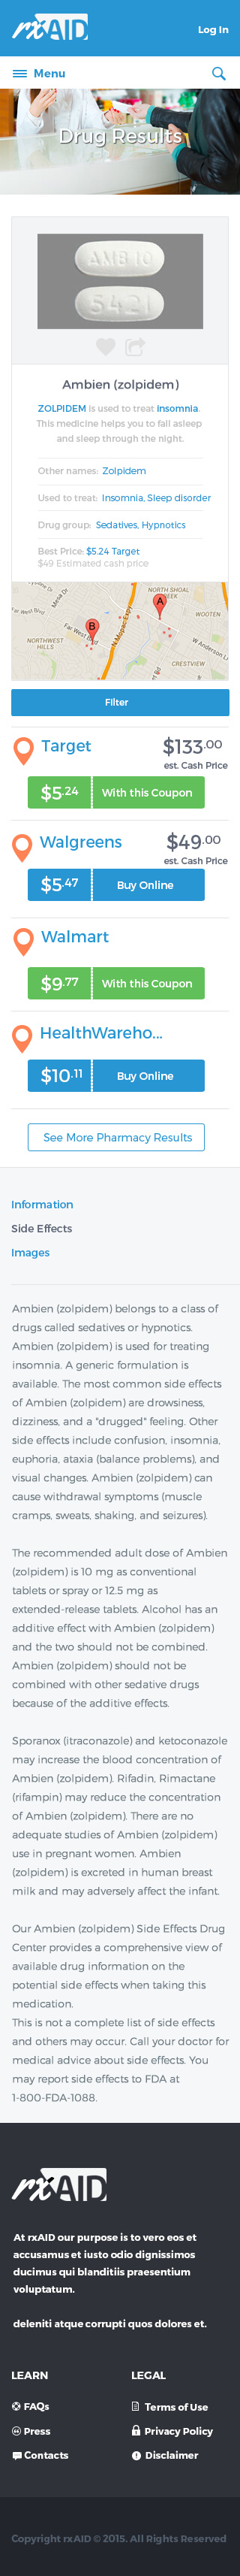 rxAID
Log In
Menu
Drug Results
AMB 10
5421
Ambien (zolpidem)
ZOLPIDEM is used to treat insomnia.
This medicine helps you to fall asleep
and sleep through the night.
Other names: Zolpidem
Used to treat: Insomnia, Sleep disorder
Drug group: Sedatives, Hypnotics
Best Price: $5.24 Target
$49 Estimated cash price
NORTH SHOAL CREEK
A
WOOTEN
B
N Mopac Expy
NORTHWEST HILLS
CRESTVIEW
Filter
Target
$133.00
est. Cash Price
$5.24 With this Coupon
Walgreens
$49.00
est. Cash Price
$5.47 Buy Online
Walmart
$9.77 With this Coupon
HealthWareho...
$10.11 Buy Online
See More Pharmacy Results
Information
Side Effects
Images
Ambien (zolpidem) belongs to a class of
drugs called sedatives or hypnotics.
Ambien (zolpidem) is used for treating
insomnia. A generic formulation is
available. The most common side effects
of Ambien (zolpidem) are drowsiness,
dizziness, and a "drugged" feeling. Other
side effects include confusion, insomnia,
euphoria, ataxia (balance problems), and
visual changes. Ambien (zolpidem) can
cause withdrawal symptoms (muscle
cramps, sweats, shaking, and seizures).
The recommended adult dose of Ambien
(zolpidem) is 10 mg as conventional
tablets or spray or 12.5 mg as
extended-release tablets. Alcohol has an
additive effect with Ambien (zolpidem)
and the two should not be combined.
Ambien (zolpidem) should not be
combined with other sedative drugs
because of the additive effects.
Sporanox (itraconazole) and ketoconazole
may increase the blood concentration of
Ambien (zolpidem). Rifadin, Rimactane
(rifampin) may reduce the concentration
of Ambien (zolpidem). There are no
adequate studies of Ambien (zolpidem)
use in pregnant women. Ambien
(zolpidem) is excreted in human breast
milk and may adversely affect the infant.
Our Ambien (zolpidem) Side Effects Drug
Center provides a comprehensive view of
available drug information on the
potential side effects when taking this
medication.
This is not a complete list of side effects
and others may occur. Call your doctor for
medical advice about side effects. You
may report side effects to FDA at
1-800-FDA-1088.
rxAID
At rxAID our purpose is to vero eos et
accusamus et iusto odio dignissimos
ducimus qui blanditiis praesentium
voluptatum.
deleniti atque corrupti quos dolores et.
LEARN
LEGAL
FAQs
Terms of Use
Press
Privacy Policy
Contacts
Disclaimer
Copyright rxAID © 2015. All Rights Reserved